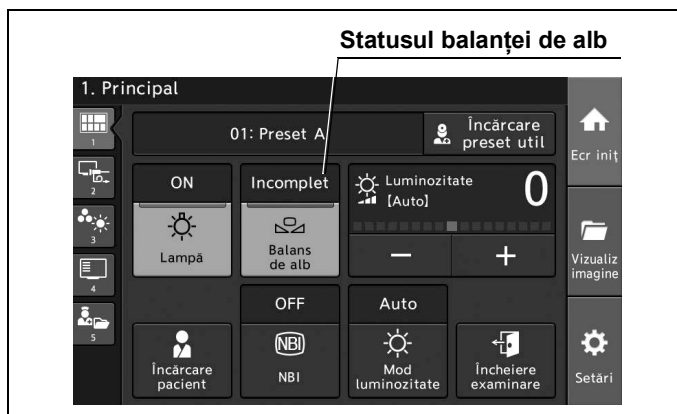 Statusul balanței de alb
1. Principal
1
2
3
4
5
01: Preset A
Încărcare
preset util
ON
Lampă
Incomplet
Balans
de alb
Luminozitate
[Auto]
0
−
+
Încărcare
pacient
OFF
NBI
NBI
Auto
Mod
luminozitate
Încheiere
examinare
Ecr iniț
Vizualiz
imagine
Setări